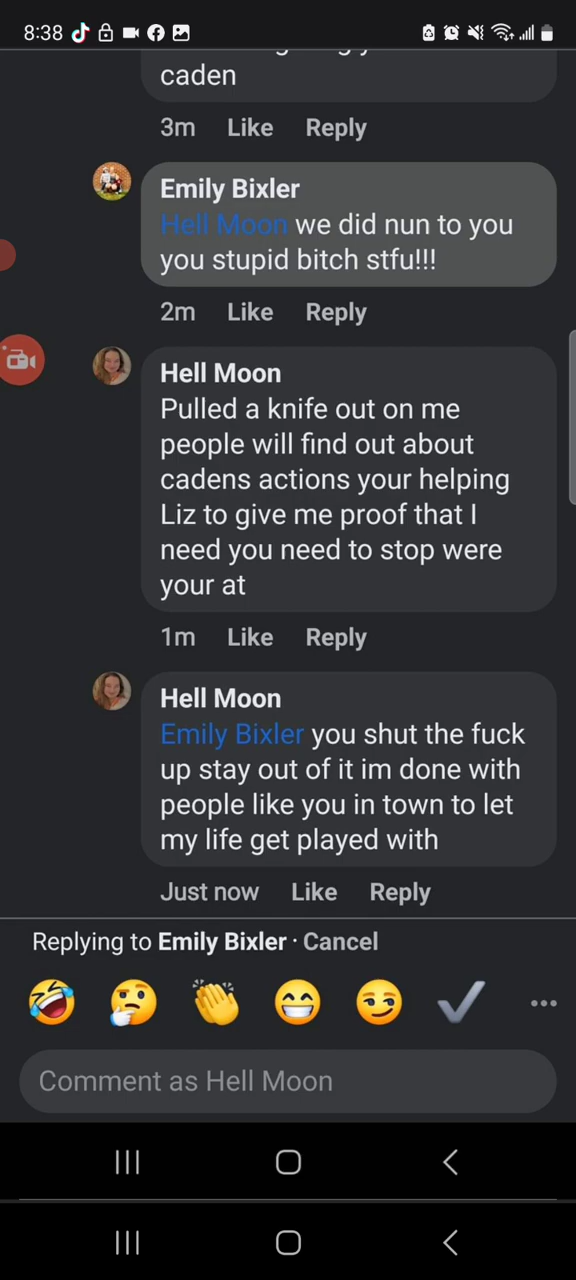 8:38
caden
3m Like Reply
Emily Bixler
Hell Moon we did nun to you
you stupid bitch stfu!!!
2m Like Reply
Hell Moon
Pulled a knife out on me
people will find out about
cadens actions your helping
Liz to give me proof that I
need you need to stop were
your at
1m Like Reply
Hell Moon
Emily Bixler you shut the fuck
up stay out of it im done with
people like you in town to let
my life get played with
Just now Like Reply
Replying to Emily Bixler · Cancel
Comment as Hell Moon